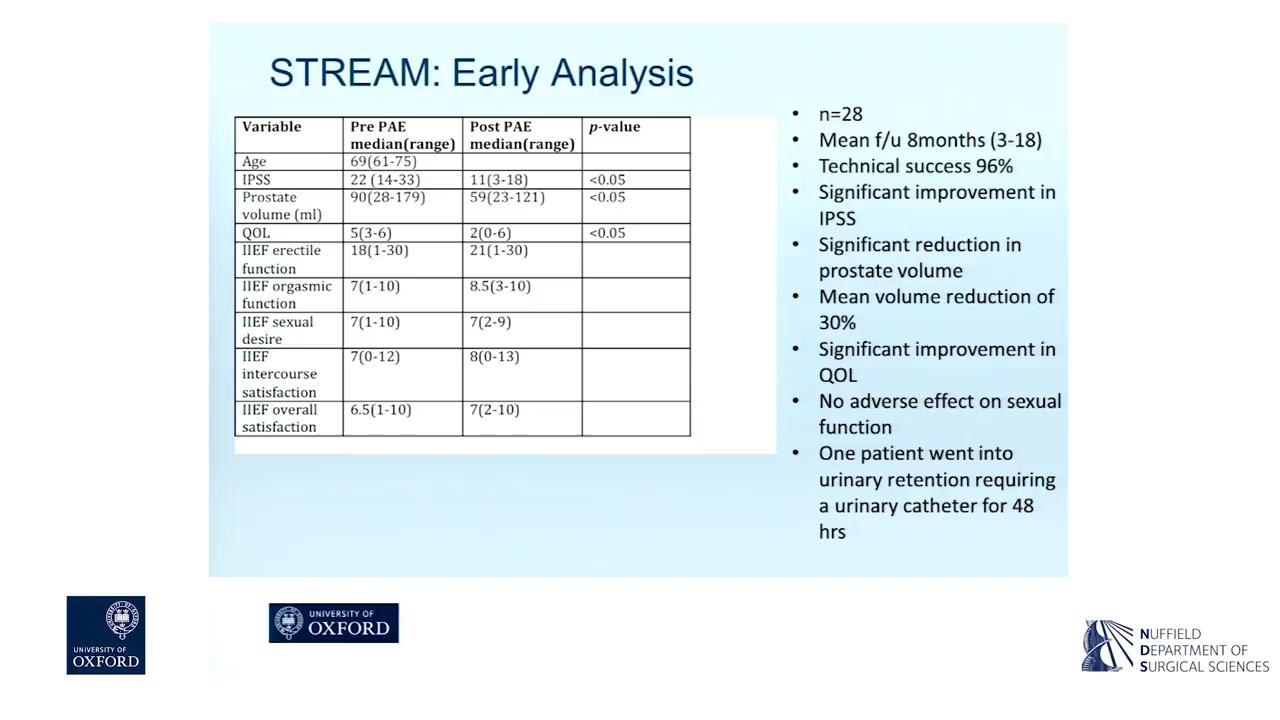 STREAM: Early Analysis
Variable Pre PAE median(range) Post PAE median(range) p-value
Age 69(61-75)
IPSS 22 (14-33) 11(3-18) <0.05
Prostate volume (ml) 90(28-179) 59(23-121) <0.05
QOL 5(3-6) 2(0-6) <0.05
IIEF erectile function 18(1-30) 21(1-30)
IIEF orgasmic function 7(1-10) 8.5(3-10)
IIEF sexual desire 7(1-10) 7(2-9)
IIEF intercourse satisfaction 7(0-12) 8(0-13)
IIEF overall satisfaction 6.5(1-10) 7(2-10)
• n=28
• Mean f/u 8months (3-18)
• Technical success 96%
• Significant improvement in
IPSS
• Significant reduction in
prostate volume
• Mean volume reduction of
30%
• Significant improvement in
QOL
• No adverse effect on sexual
function
• One patient went into
urinary retention requiring
a urinary catheter for 48
hrs
UNIVERSITY OF
OXFORD
UNIVERSITY OF
OXFORD
NUFFIELD
DEPARTMENT OF
SURGICAL SCIENCES